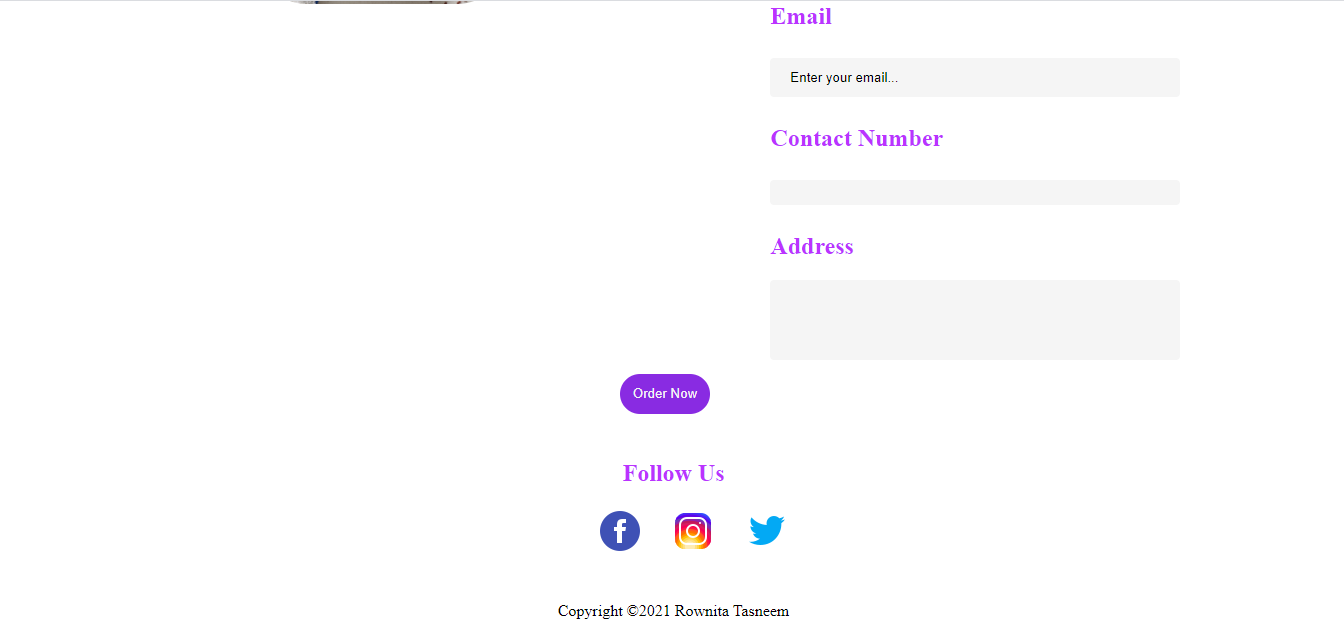 Email
Enter your email...
Contact Number
Address
Order Now
Follow Us
Copyright ©2021 Rownita Tasneem